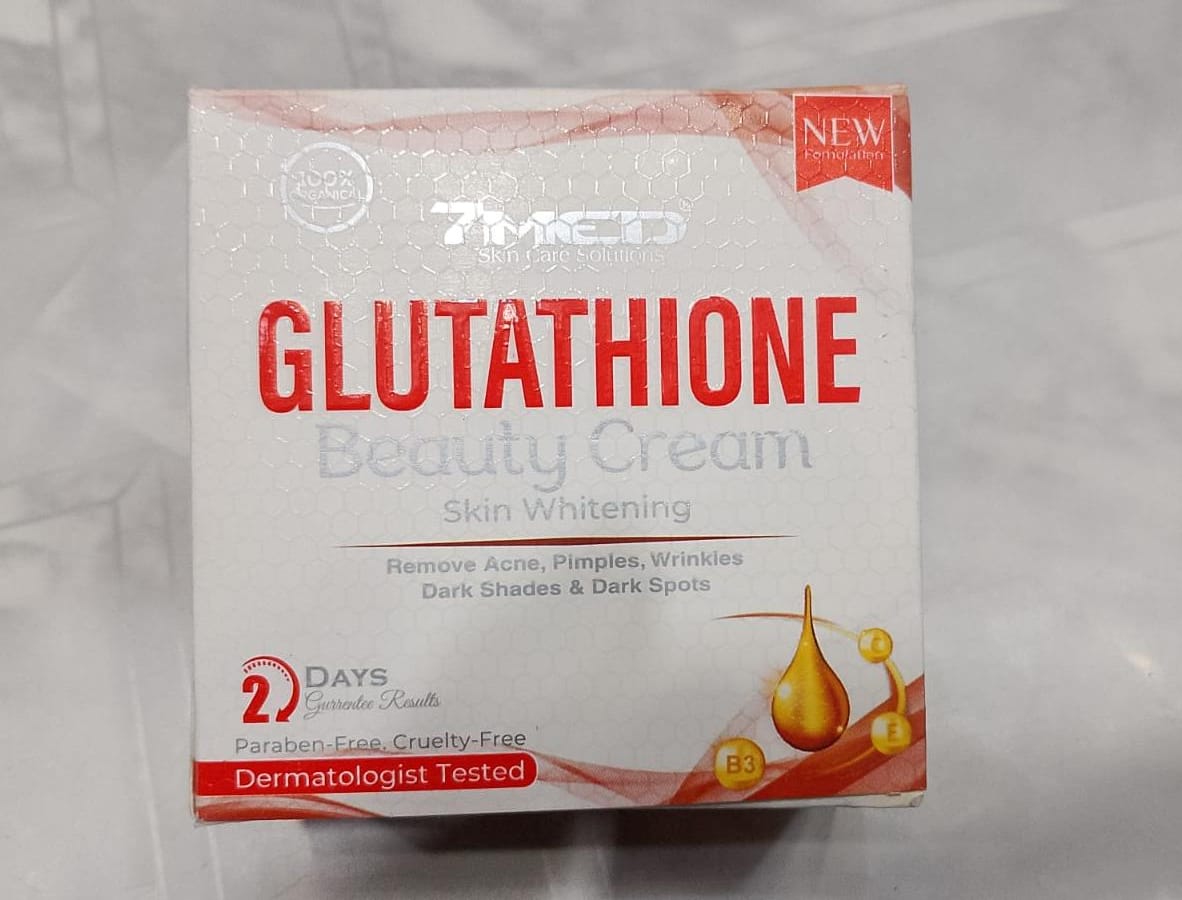 100%
ORGANIC
NEW
Fomulation
7MED®
Skin Care Solutions
GLUTATHIONE
Beauty Cream
Skin Whitening
Remove Acne, Pimples, Wrinkles
Dark Shades & Dark Spots
2 DAYS
Gurrentee Results
Paraben-Free, Cruelty-Free
Dermatologist Tested
C
E
B3